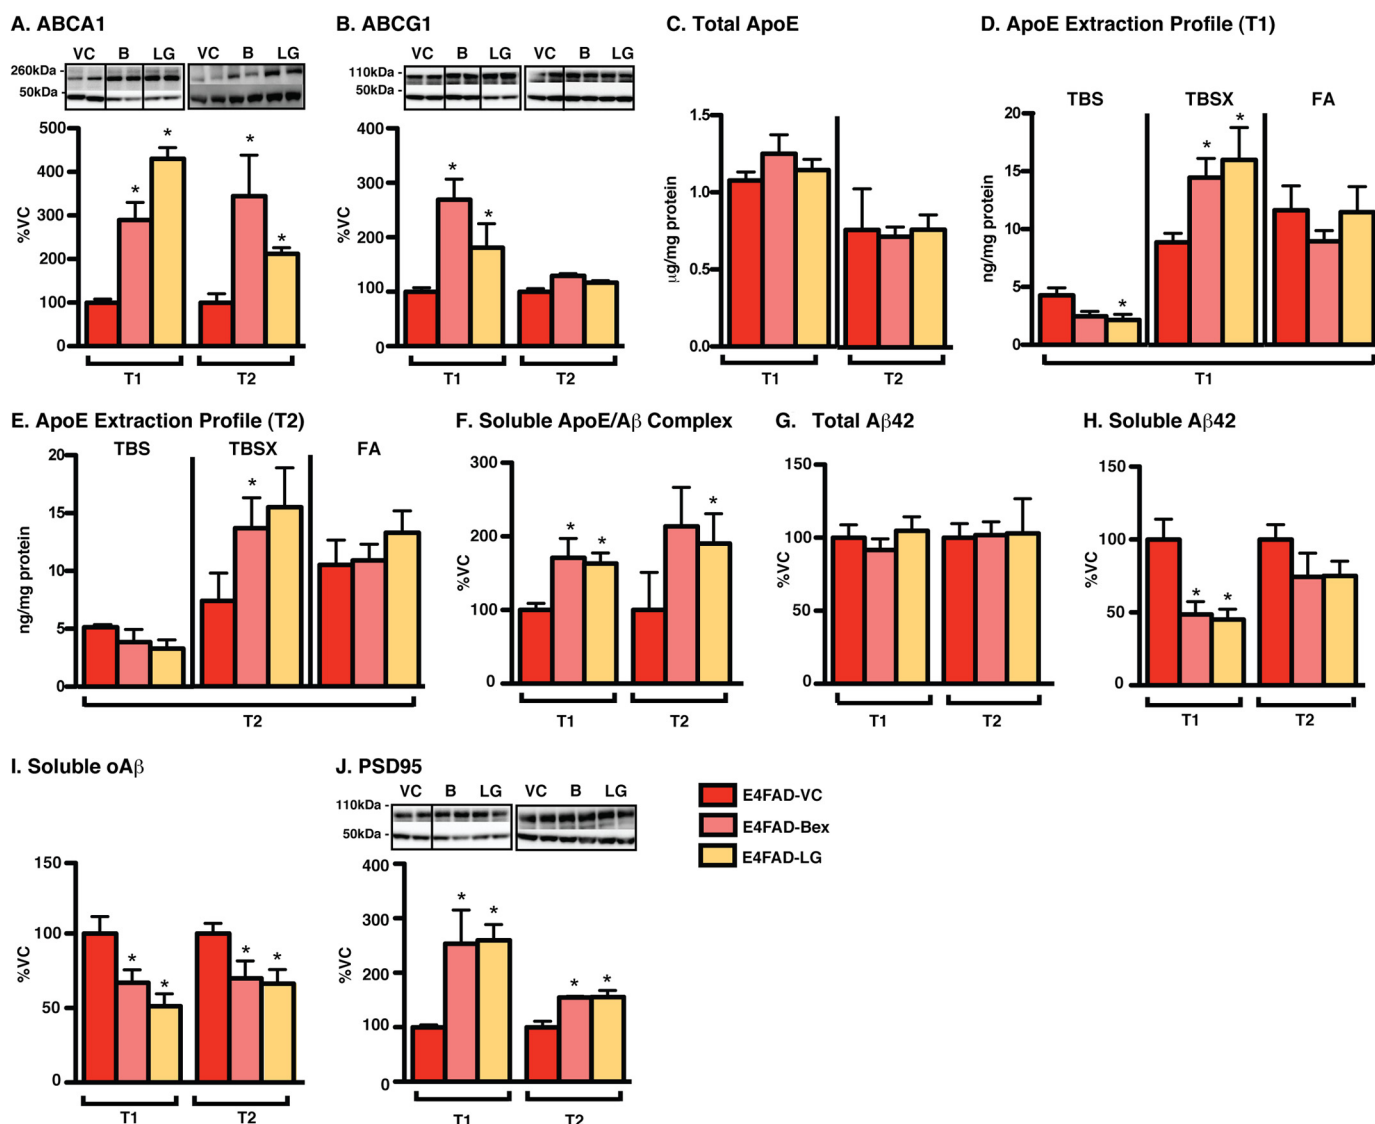 A. ABCA1
VC B LG VC B LG
260kDa -
50kDa -
500
400
300
200
100
0
%VC
* * * *
T1 T2
B. ABCG1
VC B LG VC B LG
110kDa -
50kDa -
400
300
200
100
0
%VC
* *
T1 T2
C. Total ApoE
1.5
1.0
0.5
0.0
µg/mg protein
T1 T2
D. ApoE Extraction Profile (T1)
TBS TBSX FA
20
15
10
5
0
ng/mg protein
* * *
T1
E. ApoE Extraction Profile (T2)
TBS TBSX FA
20
15
10
5
0
ng/mg protein
*
T2
F. Soluble ApoE/Aβ Complex
300
200
100
0
%VC
* * *
T1 T2
G. Total Aβ42
150
100
50
0
%VC
T1 T2
H. Soluble Aβ42
150
100
50
0
%VC
* *
T1 T2
I. Soluble oAβ
150
100
50
0
%VC
* * * *
T1 T2
J. PSD95
VC B LG VC B LG
110kDa -
50kDa -
400
300
200
100
0
%VC
* * * *
T1 T2
E4FAD-VC
E4FAD-Bex
E4FAD-LG